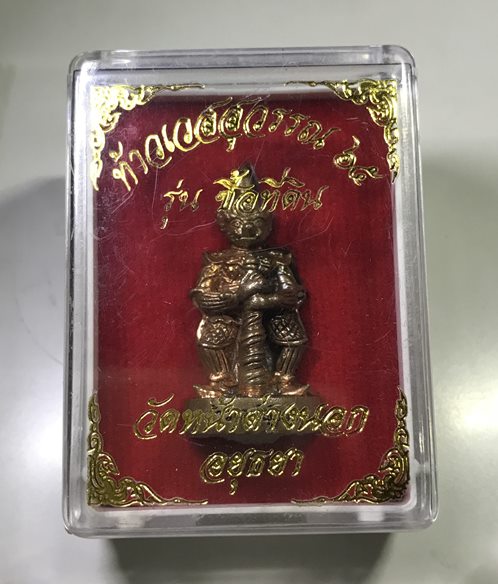 ท้าวเวสสุวรรณ ๖๕
รุ่น ซื้อที่ดิน
วัดหน้าต่างนอก
อยุธยา